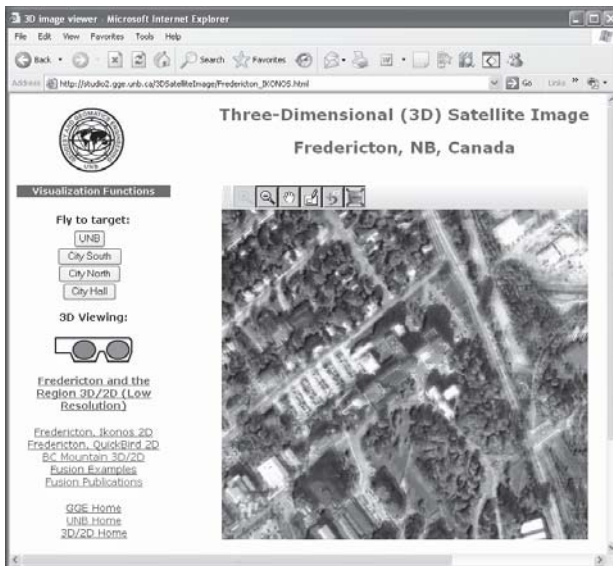 3D image viewer - Microsoft Internet Explorer
File Edit View Favorites Tools Help
Back Search Favorites
Address http://studio2.gge.unb.ca/3DSatelliteImage/Fredericton_IKONOS.html Go Links »
Three-Dimensional (3D) Satellite Image
Fredericton, NB, Canada
UNB
Visualization Functions
Fly to target:
UNB
City South
City North
City Hall
3D Viewing:
Fredericton and the
Region 3D/2D (Low
Resolution)
Fredericton, Ikonos 2D
Fredericton, QuickBird 2D
BC Mountain 3D/2D
Fusion Examples
Fusion Publications
GGE Home
UNB Home
3D/2D Home